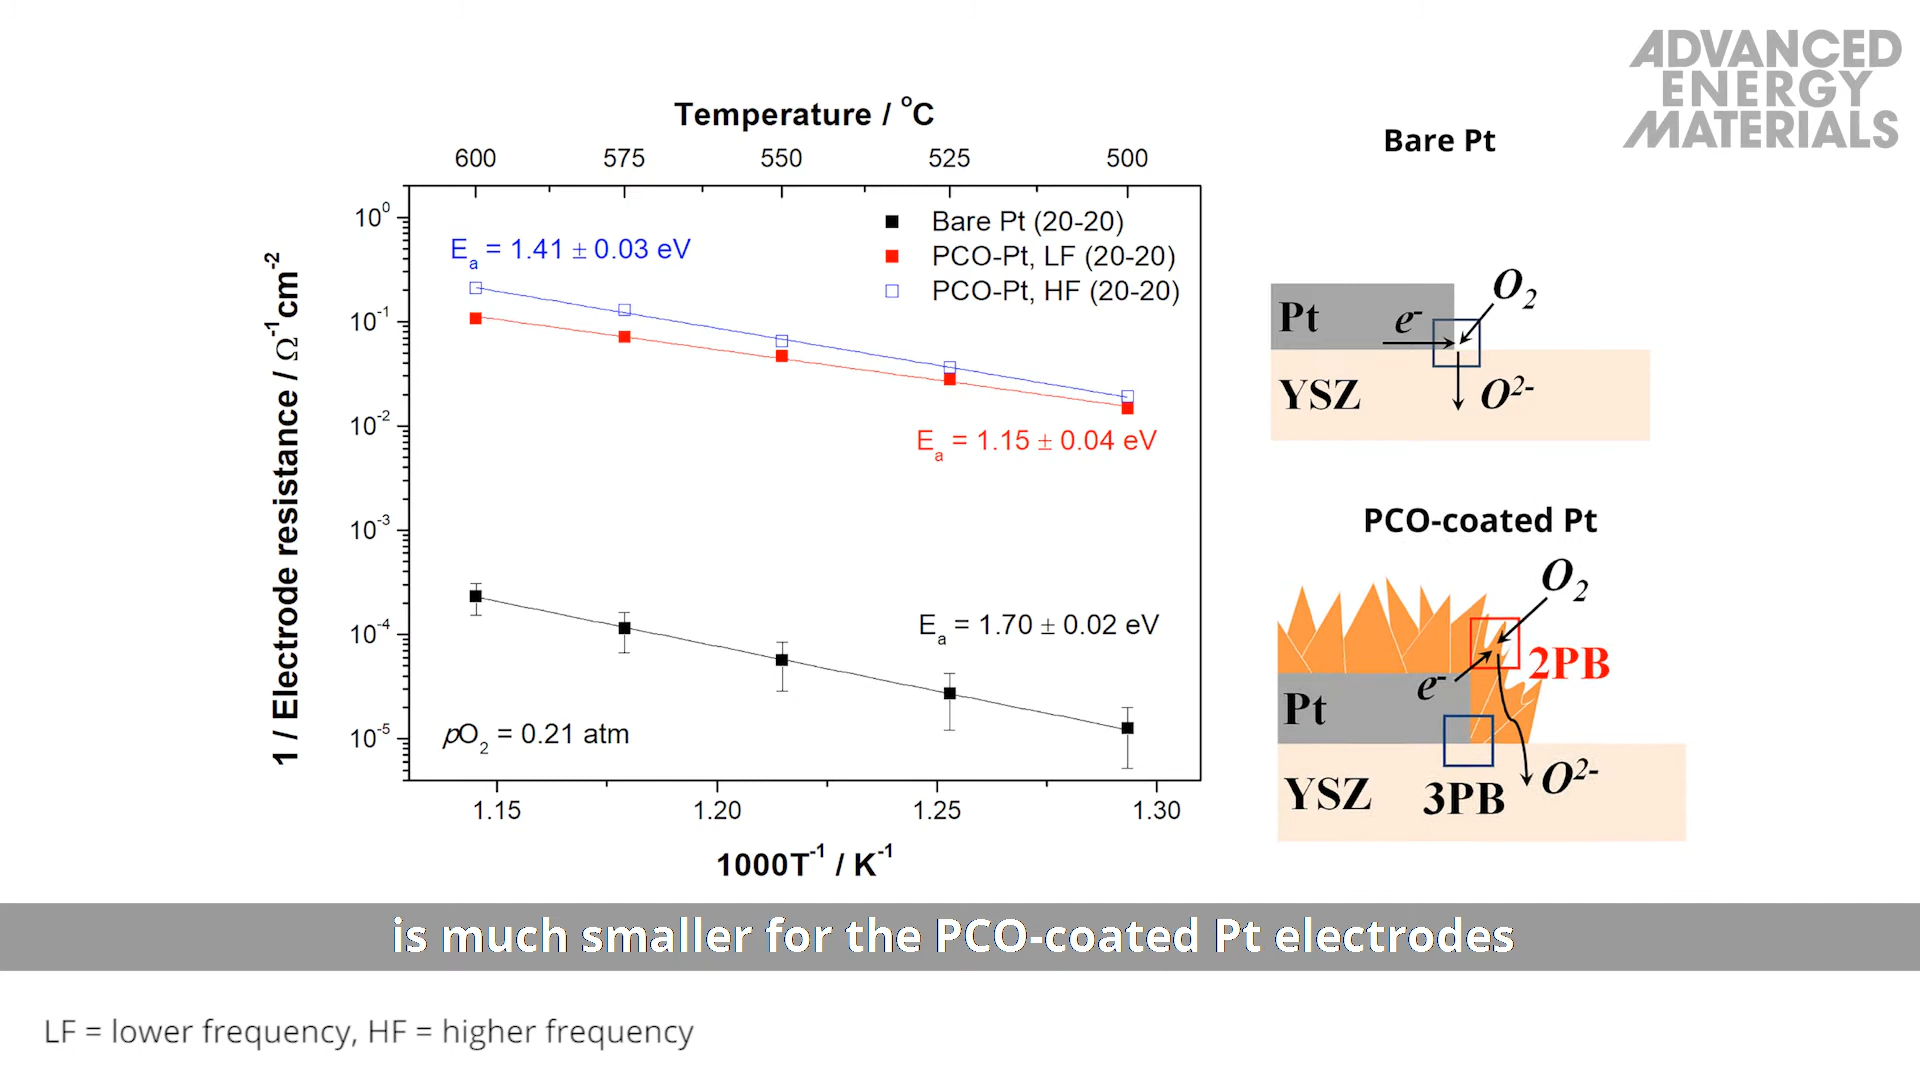 ADVANCED
ENERGY
MATERIALS
Temperature / °C
600 575 550 525 500
10⁰
10⁻¹
10⁻²
10⁻³
10⁻⁴
10⁻⁵
1 / Electrode resistance / Ω⁻¹cm⁻²
Eₐ = 1.41 ± 0.03 eV
Bare Pt (20-20)
PCO-Pt, LF (20-20)
PCO-Pt, HF (20-20)
Eₐ = 1.15 ± 0.04 eV
Eₐ = 1.70 ± 0.02 eV
pO₂ = 0.21 atm
1.15 1.20 1.25 1.30
1000T⁻¹ / K⁻¹
Bare Pt
O₂
Pt
e⁻
YSZ
O²⁻
PCO-coated Pt
O₂
2PB
e⁻
Pt
YSZ
3PB
O²⁻
is much smaller for the PCO-coated Pt electrodes
LF = lower frequency, HF = higher frequency